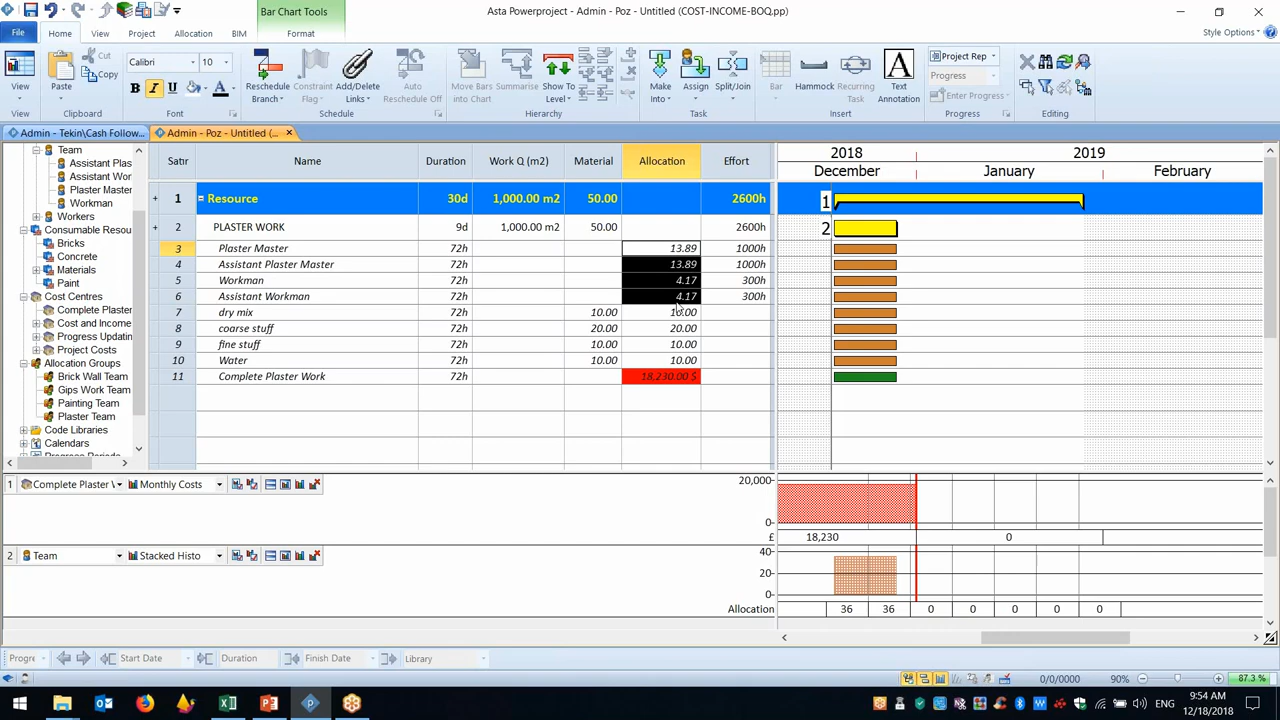 Bar Chart Tools
Asta Powerproject - Admin - Poz - Untitled (COST-INCOME-BOQ.pp)
File Home View Project Allocation BIM Format Style Options
View
Paste
Cut
Copy
Calibri 10
B I U
Reschedule Branch
Constraint Flag
Add/Delete Links
Auto Reschedule Off
Move Bars into Chart
Summarise
Show To Level
Make Into
Assign
Split/Join
Bar
Hammock
Recurring Task
Text Annotation
Project Rep
Progress
Enter Progress
View Clipboard Font Schedule Hierarchy Task Insert Progress Editing
Admin - Tekin\Cash Follow...
Admin - Poz - Untitled (...
Team
Assistant Plas
Assistant Wor
Plaster Master
Workman
Workers
Consumable Resou
Bricks
Concrete
Materials
Paint
Cost Centres
Complete Plaster
Cost and Income
Progress Updatin
Project Costs
Allocation Groups
Brick Wall Team
Gips Work Team
Painting Team
Plaster Team
Code Libraries
Calendars
Satır Name Duration Work Q (m2) Material Allocation Effort
1 Resource 30d 1,000.00 m2 50.00 2600h
2 PLASTER WORK 9d 1,000.00 m2 50.00 2600h
3 Plaster Master 72h 13.89 1000h
4 Assistant Plaster Master 72h 13.89 1000h
5 Workman 72h 4.17 300h
6 Assistant Workman 72h 4.17 300h
7 dry mix 72h 10.00 10.00
8 coarse stuff 72h 20.00 20.00
9 fine stuff 72h 10.00 10.00
10 Water 72h 10.00 10.00
11 Complete Plaster Work 72h 18,230.00 $
2018 2019
December January February
1
2
1 Complete Plaster Monthly Costs
20,000
0
£ 18,230 0
2 Team Stacked Histo
40
20
0
Allocation 36 36 0 0 0 0 0
Progre Start Date Duration Finish Date Library
0/0/0000 90% 87.3 %
ENG
9:54 AM
12/18/2018